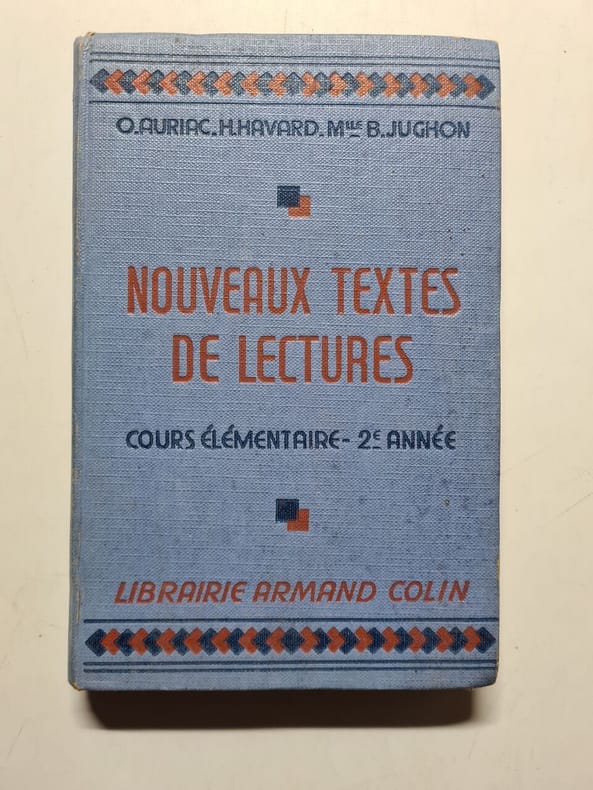 O.AURIAC.H.HAVARD.Mlle B.JUGHON
NOUVEAUX TEXTES
DE LECTURES
COURS ÉLÉMENTAIRE- 2e ANNÉE
LIBRAIRIE ARMAND COLIN